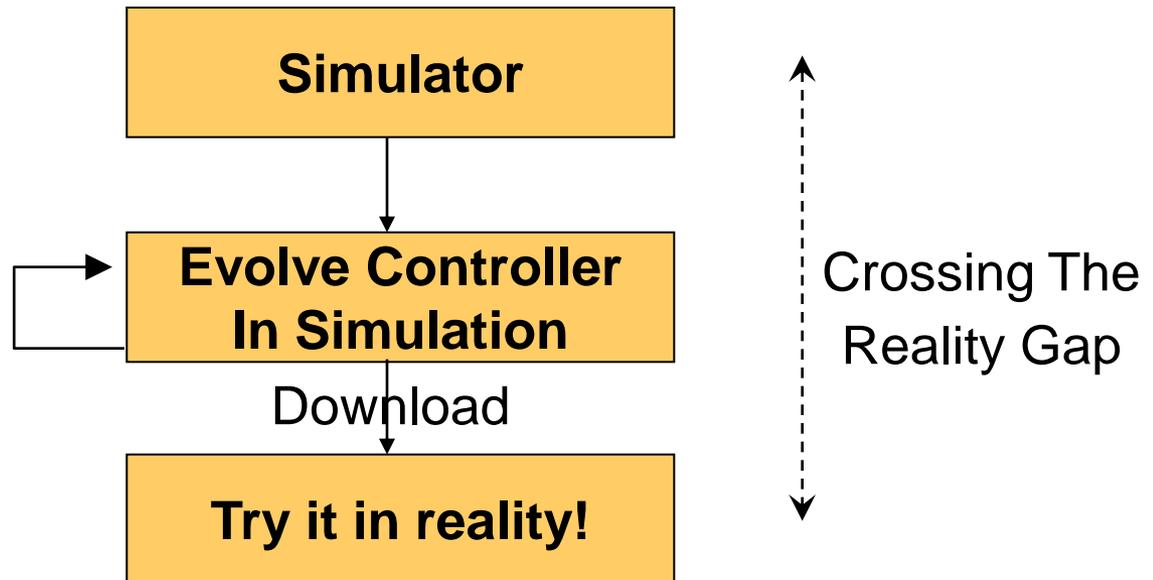 Simulator
Evolve Controller
In Simulation
Crossing The
Reality Gap
Download
Try it in reality!